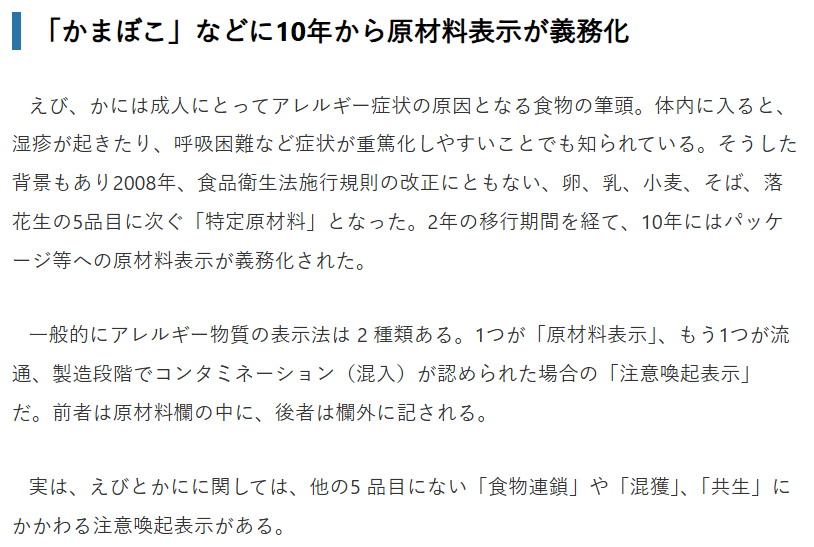 「かまぼこ」などに10年から原材料表示が義務化
えび、かには成人にとってアレルギー症状の原因となる食物の筆頭。体内に入ると、
湿疹が起きたり、呼吸困難など症状が重篤化しやすいことでも知られている。そうした
背景もあり2008年、食品衛生法施行規則の改正にともない、卵、乳、小麦、そば、落
花生の5品目に次ぐ「特定原材料」となった。2年の移行期間を経て、10年にはパッケ
ージ等への原材料表示が義務化された。
一般的にアレルギー物質の表示法は 2 種類ある。1つが「原材料表示」、もう1つが流
通、製造段階でコンタミネーション（混入）が認められた場合の「注意喚起表示」
だ。前者は原材料欄の中に、後者は欄外に記される。
実は、えびとかにに関しては、他の5 品目にない「食物連鎖」や「混獲」、「共生」に
かかわる注意喚起表示がある。